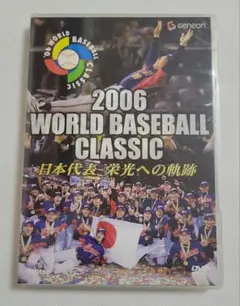 geneon
'06 WORLD BASEBALL CLASSIC
2006
WORLD BASEBALL
CLASSIC
日本代表 栄光への軌跡
DVD